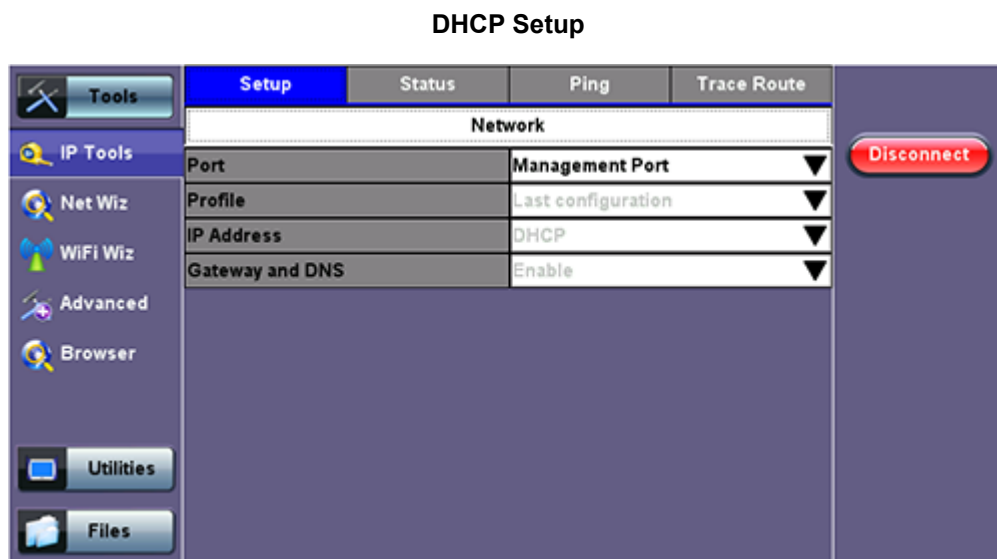 DHCP Setup
Tools
Setup
Status
Ping
Trace Route
Network
IP Tools
Disconnect
Port
Management Port
Net Wiz
Profile
Last configuration
IP Address
DHCP
WiFi Wiz
Gateway and DNS
Enable
Advanced
Browser
Utilities
Files